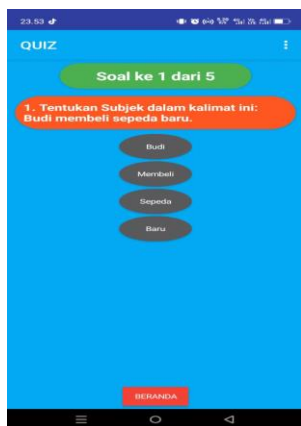 23.53
QUIZ
Soal ke 1 dari 5
1. Tentukan Subjek dalam kalimat ini:
Budi membeli sepeda baru.
Budi
Membeli
Sepeda
Baru
BERANDA